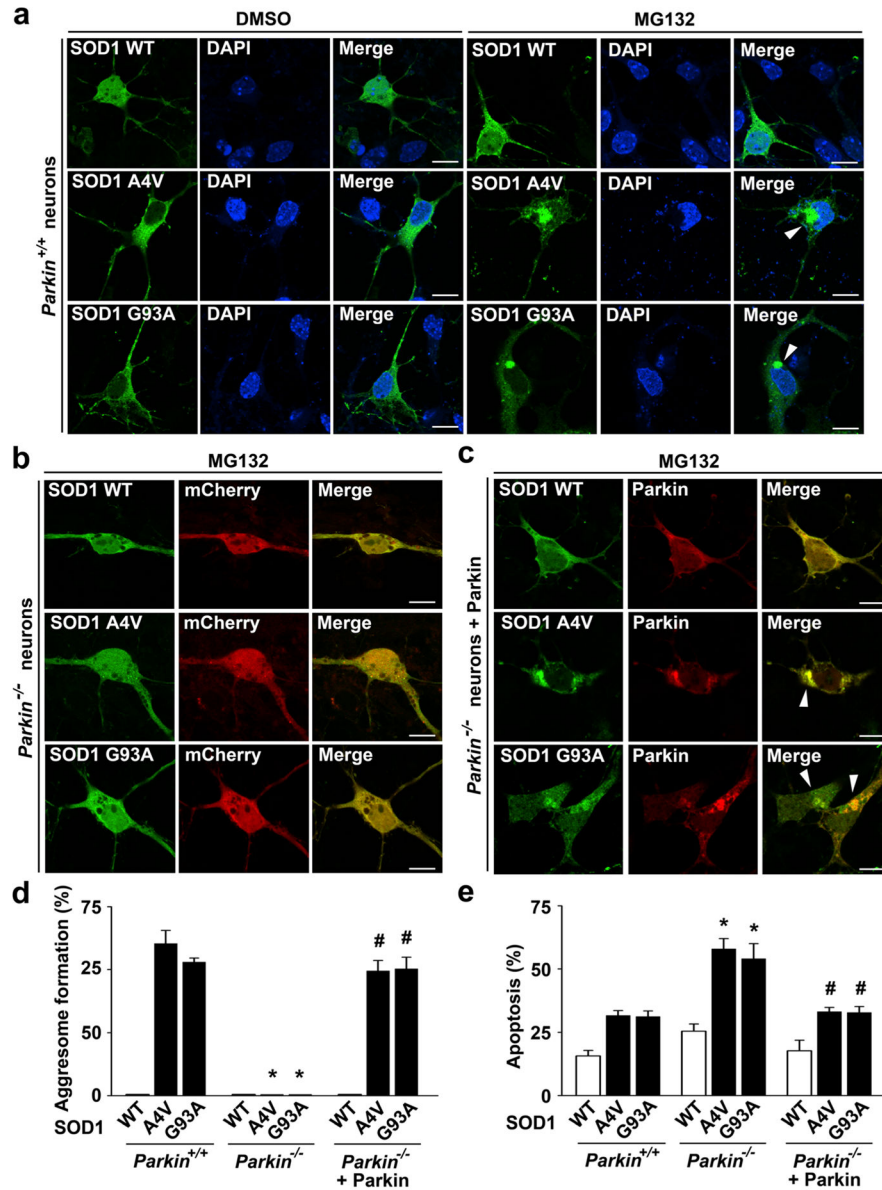 a
DMSO MG132
SOD1 WT DAPI Merge SOD1 WT DAPI Merge
SOD1 A4V DAPI Merge SOD1 A4V DAPI Merge
SOD1 G93A DAPI Merge SOD1 G93A DAPI Merge
Parkin+/+ neurons
b
MG132
SOD1 WT mCherry Merge
SOD1 A4V mCherry Merge
SOD1 G93A mCherry Merge
Parkin-/- neurons
c
MG132
SOD1 WT Parkin Merge
SOD1 A4V Parkin Merge
SOD1 G93A Parkin Merge
Parkin-/- neurons + Parkin
d
Aggresome formation (%)
75
25
50
0
* * # #
WT A4V G93A WT A4V G93A WT A4V G93A
SOD1
Parkin+/+ Parkin-/- Parkin-/-
+ Parkin
e
Apoptosis (%)
75
50
25
0
* * # #
WT A4V G93A WT A4V G93A WT A4V G93A
SOD1
Parkin+/+ Parkin-/- Parkin-/-
+ Parkin